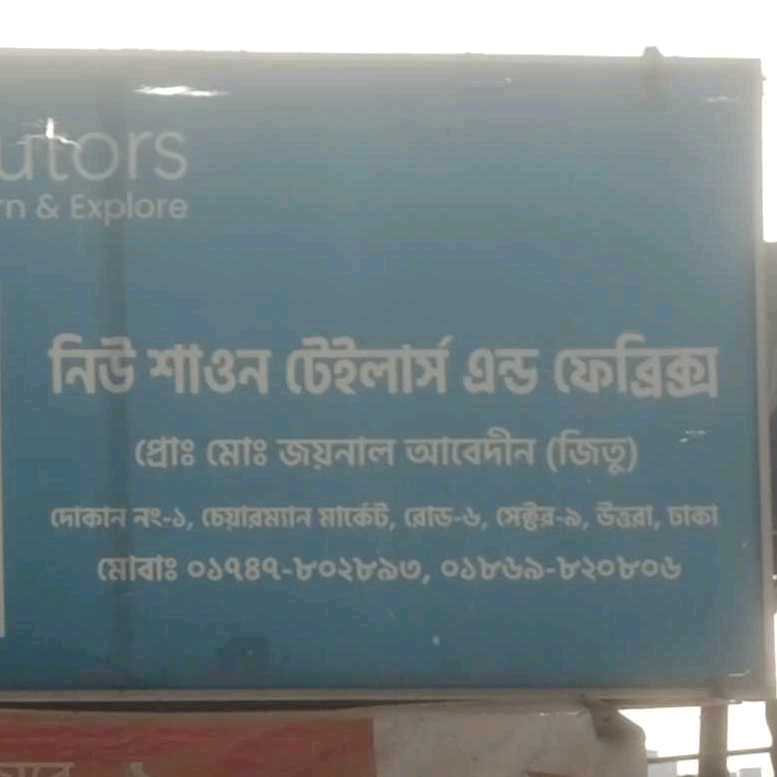 utors
rn & Explore
নিউ শাওন টেইলার্স এন্ড ফেব্রিক্স
প্রোঃ মোঃ জয়নাল আবেদীন (জিতু)
দোকান নং-১, চেয়ারম্যান মার্কেট, রোড-৬, সেক্টর-৯, উত্তরা, ঢাকা
মোবাঃ ০১৭৪৭-৮০২৮৯৩, ০১৮৬৯-৮২০৮০৬